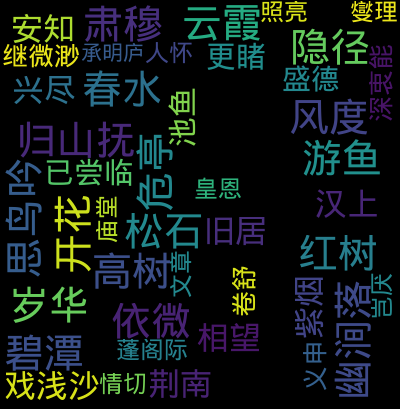 安知
肃穆
云霞
照亮
燮理
继微渺
承明庐
人怀
更睹
隐径
深衷能
兴尽
春水
池鱼
盛德
风度
归山抚
危亭
游鱼
思鸟吟
已尝临
皇恩
汉上
开花
庙堂
松石
旧居
红树
高树
文章
卷舒
岂厌
岁华
依微
紫烟
幽涧落
碧潭
蓬阁际
相望
义申
戏浅沙
情切
荆南